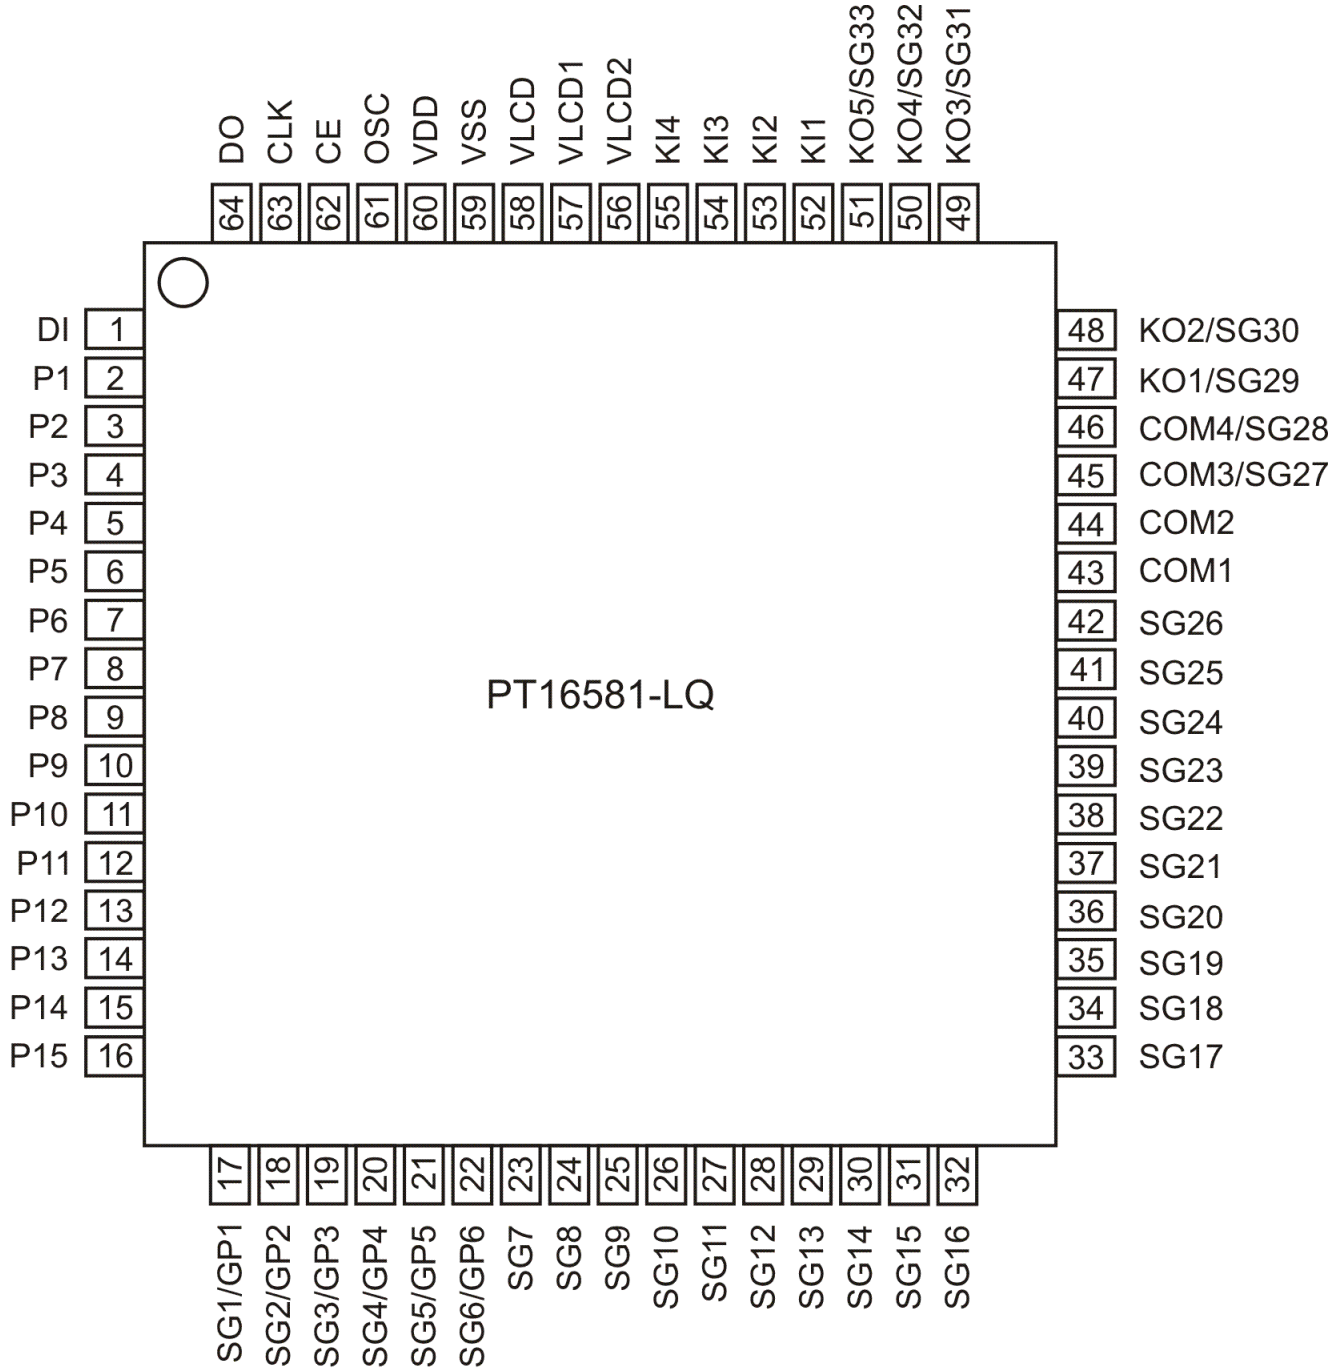 DO CLK CE OSC VDD VSS VLCD VLCD1 VLCD2 KI4 KI3 KI2 KI1 KO5/SG33 KO4/SG32 KO3/SG31
64 63 62 61 60 59 58 57 56 55 54 53 52 51 50 49
DI 1 48 KO2/SG30
P1 2 47 KO1/SG29
P2 3 46 COM4/SG28
P3 4 45 COM3/SG27
P4 5 44 COM2
P5 6 43 COM1
P6 7 42 SG26
P7 8 41 SG25
PT16581-LQ
P8 9 40 SG24
P9 10 39 SG23
P10 11 38 SG22
P11 12 37 SG21
P12 13 36 SG20
P13 14 35 SG19
P14 15 34 SG18
P15 16 33 SG17
17 18 19 20 21 22 23 24 25 26 27 28 29 30 31 32
SG1/GP1 SG2/GP2 SG3/GP3 SG4/GP4 SG5/GP5 SG6/GP6 SG7 SG8 SG9 SG10 SG11 SG12 SG13 SG14 SG15 SG16